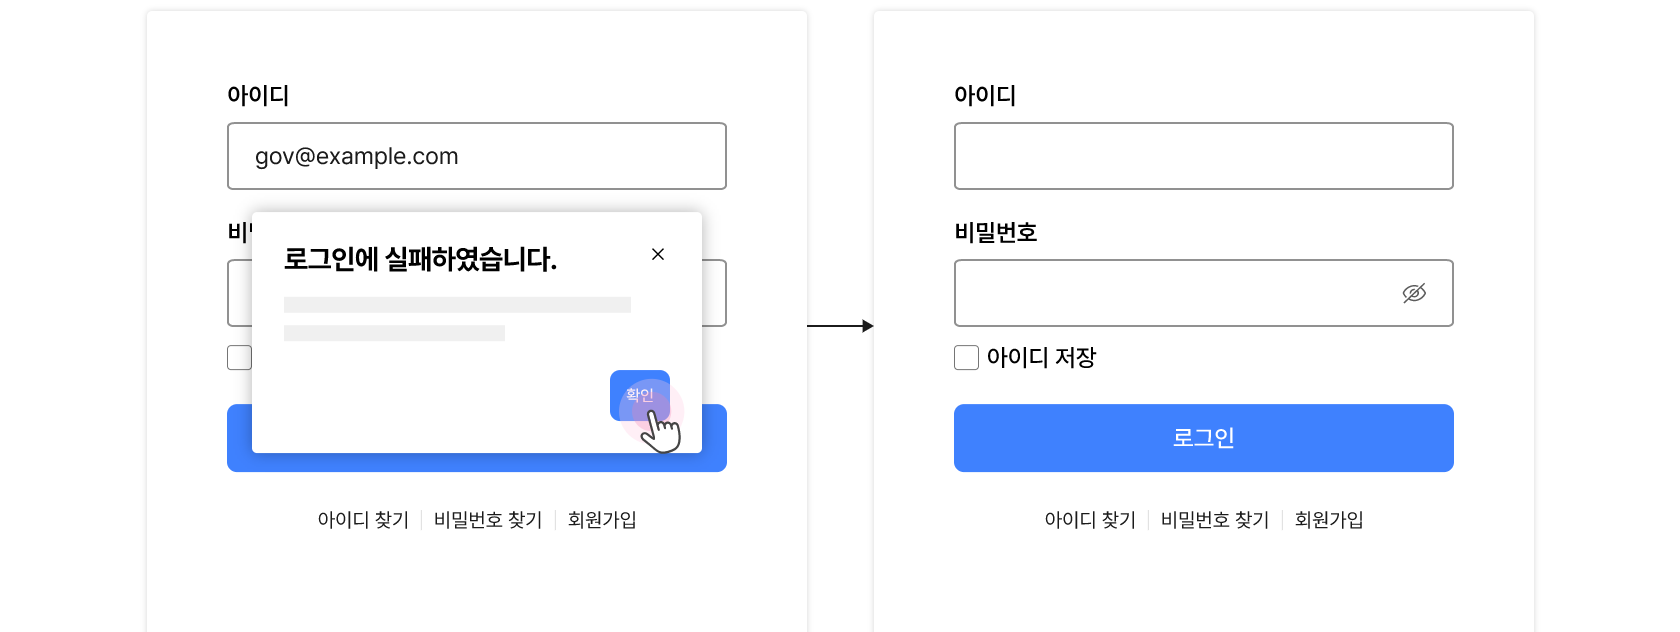 아이디
gov@example.com
로그인에 실패하였습니다.
확인
아이디 찾기
비밀번호 찾기
회원가입
아이디
비밀번호
아이디 저장
로그인
아이디 찾기
비밀번호 찾기
회원가입